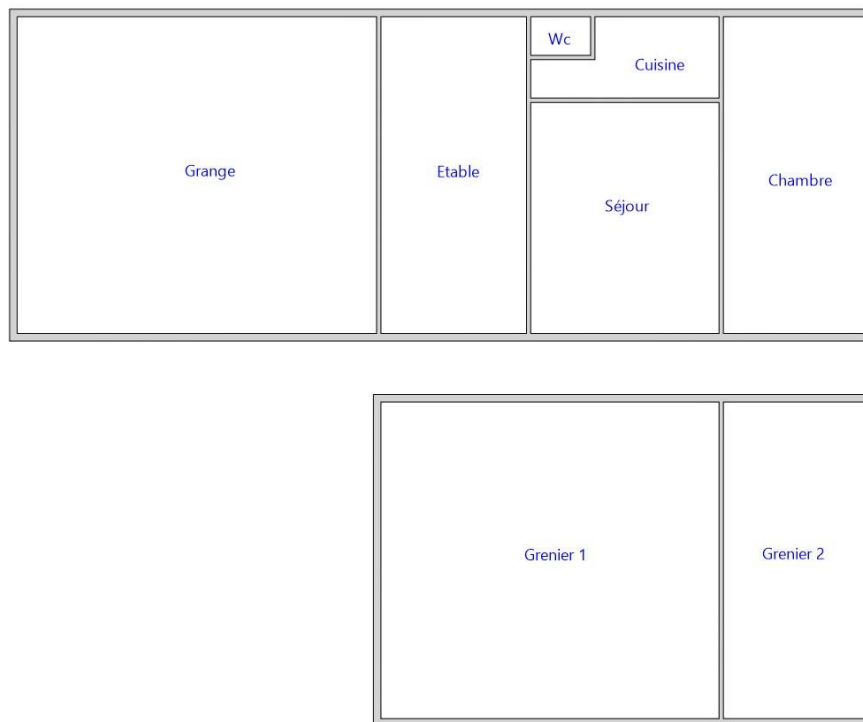 Wc
Cuisine
Grange
Etable
Chambre
Séjour
Grenier 1
Grenier 2